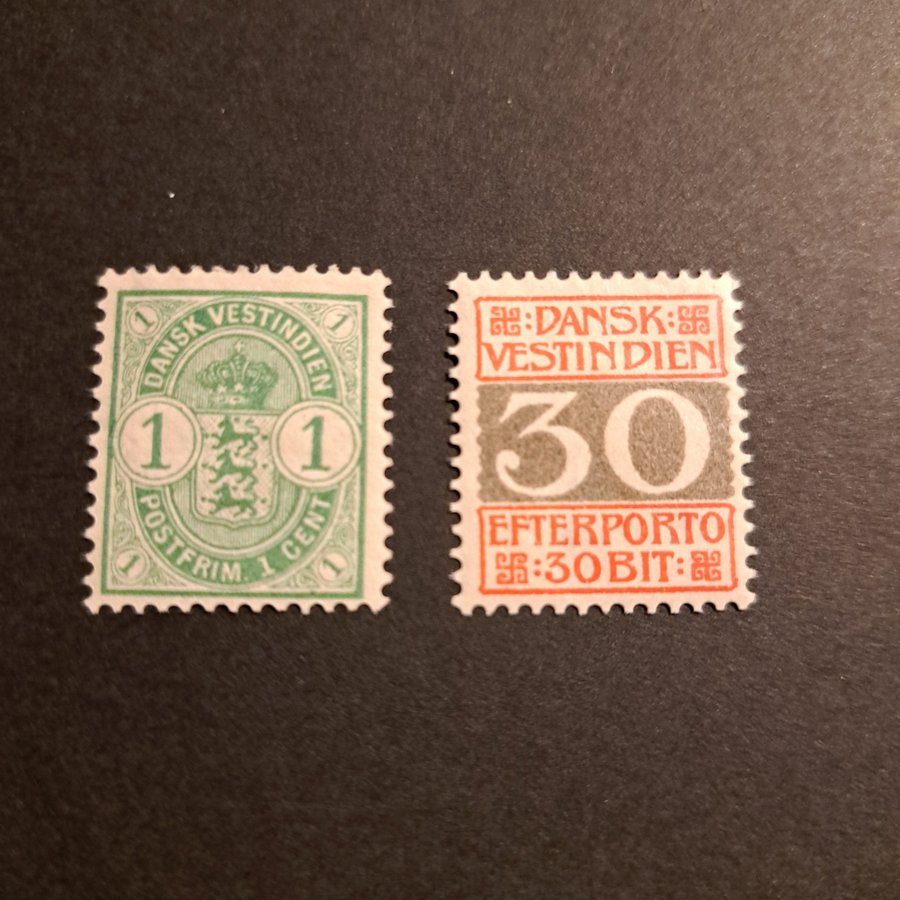 1 1
DANSK VESTINDIEN
1 1
POSTFRIM. 1 CENT
1 1
:DANSK:
VESTINDIEN
30
EFTERPORTO
:30 BIT: